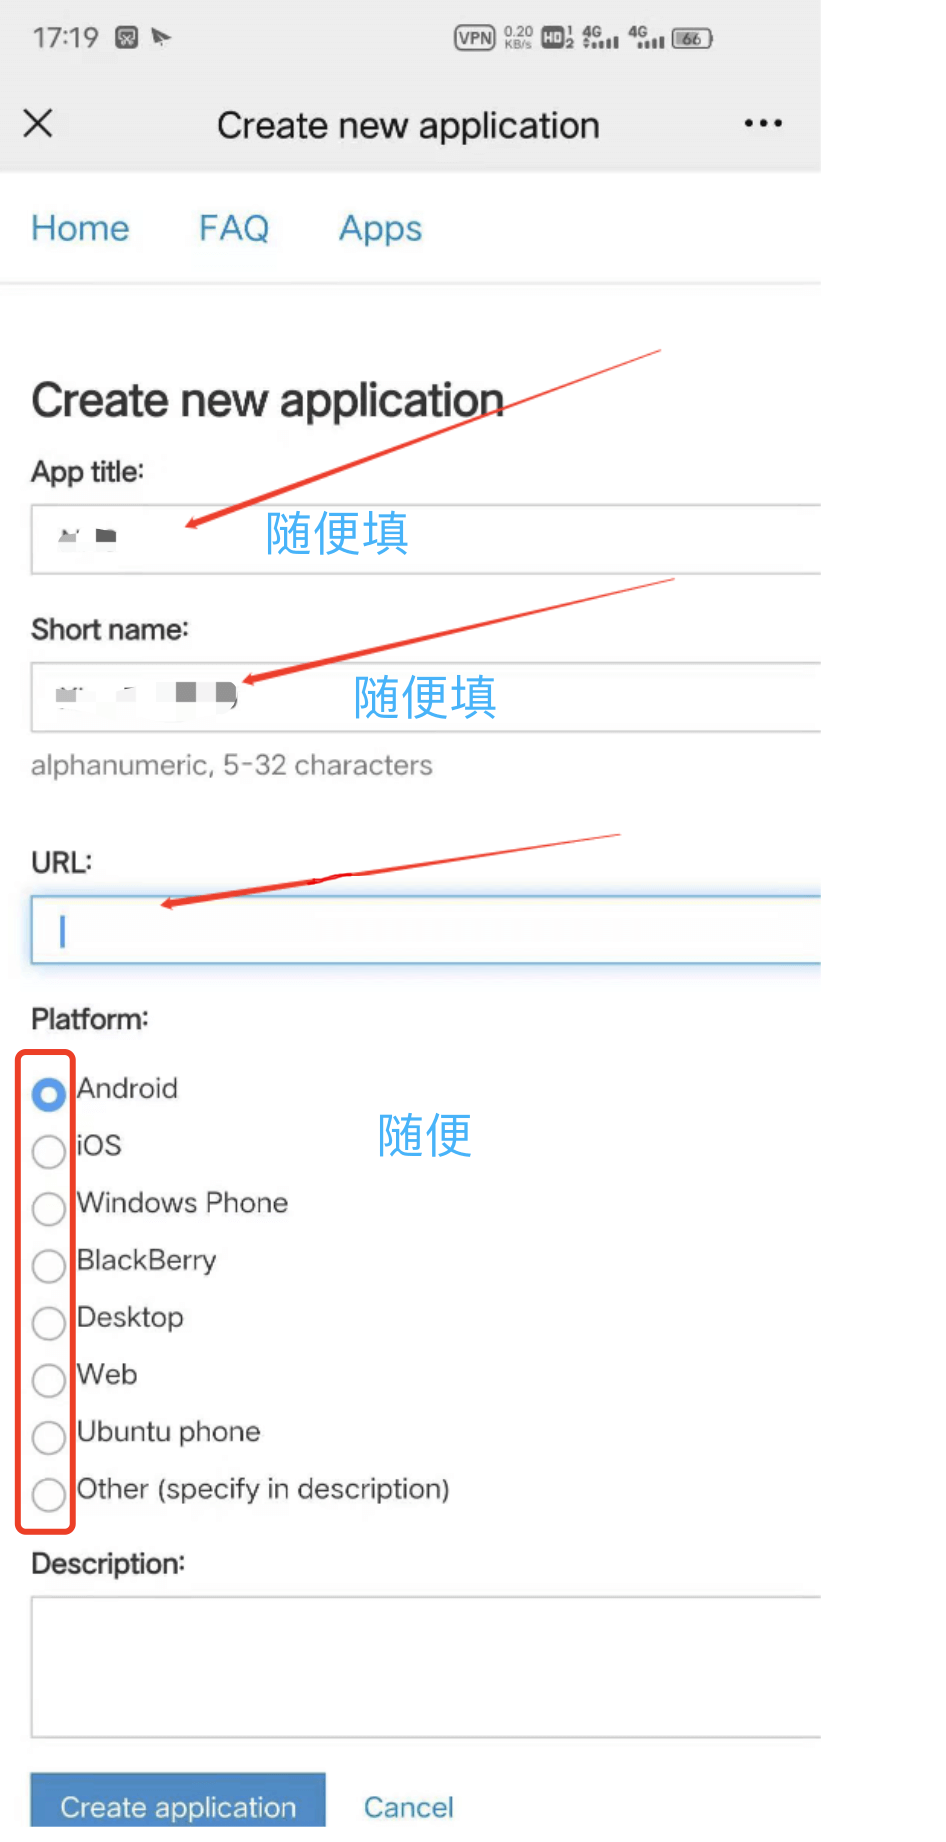 17:19
VPN 0.20 KB/s HD 1 2 4G 4G 66
Create new application
Home FAQ Apps
Create new application
App title:
随便填
Short name:
随便填
alphanumeric, 5-32 characters
URL:
Platform:
Android
iOS
随便
Windows Phone
BlackBerry
Desktop
Web
Ubuntu phone
Other (specify in description)
Description:
Create application Cancel